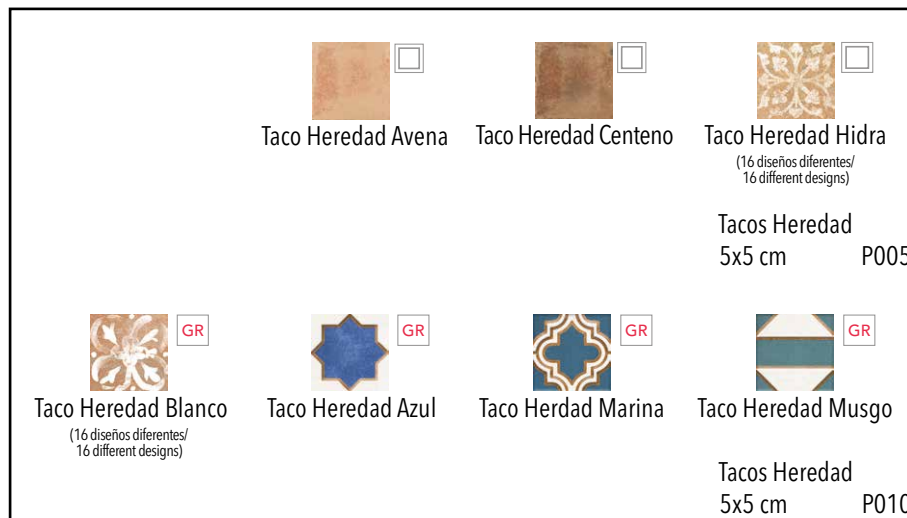 Taco Heredad Avena
Taco Heredad Centeno
Taco Heredad Hidra
(16 diseños diferentes/
16 different designs)
Tacos Heredad
5x5 cm P005
GR
GR
GR
GR
Taco Heredad Blanco
(16 diseños diferentes/
16 different designs)
Taco Heredad Azul
Taco Herdad Marina
Taco Heredad Musgo
Tacos Heredad
5x5 cm P010